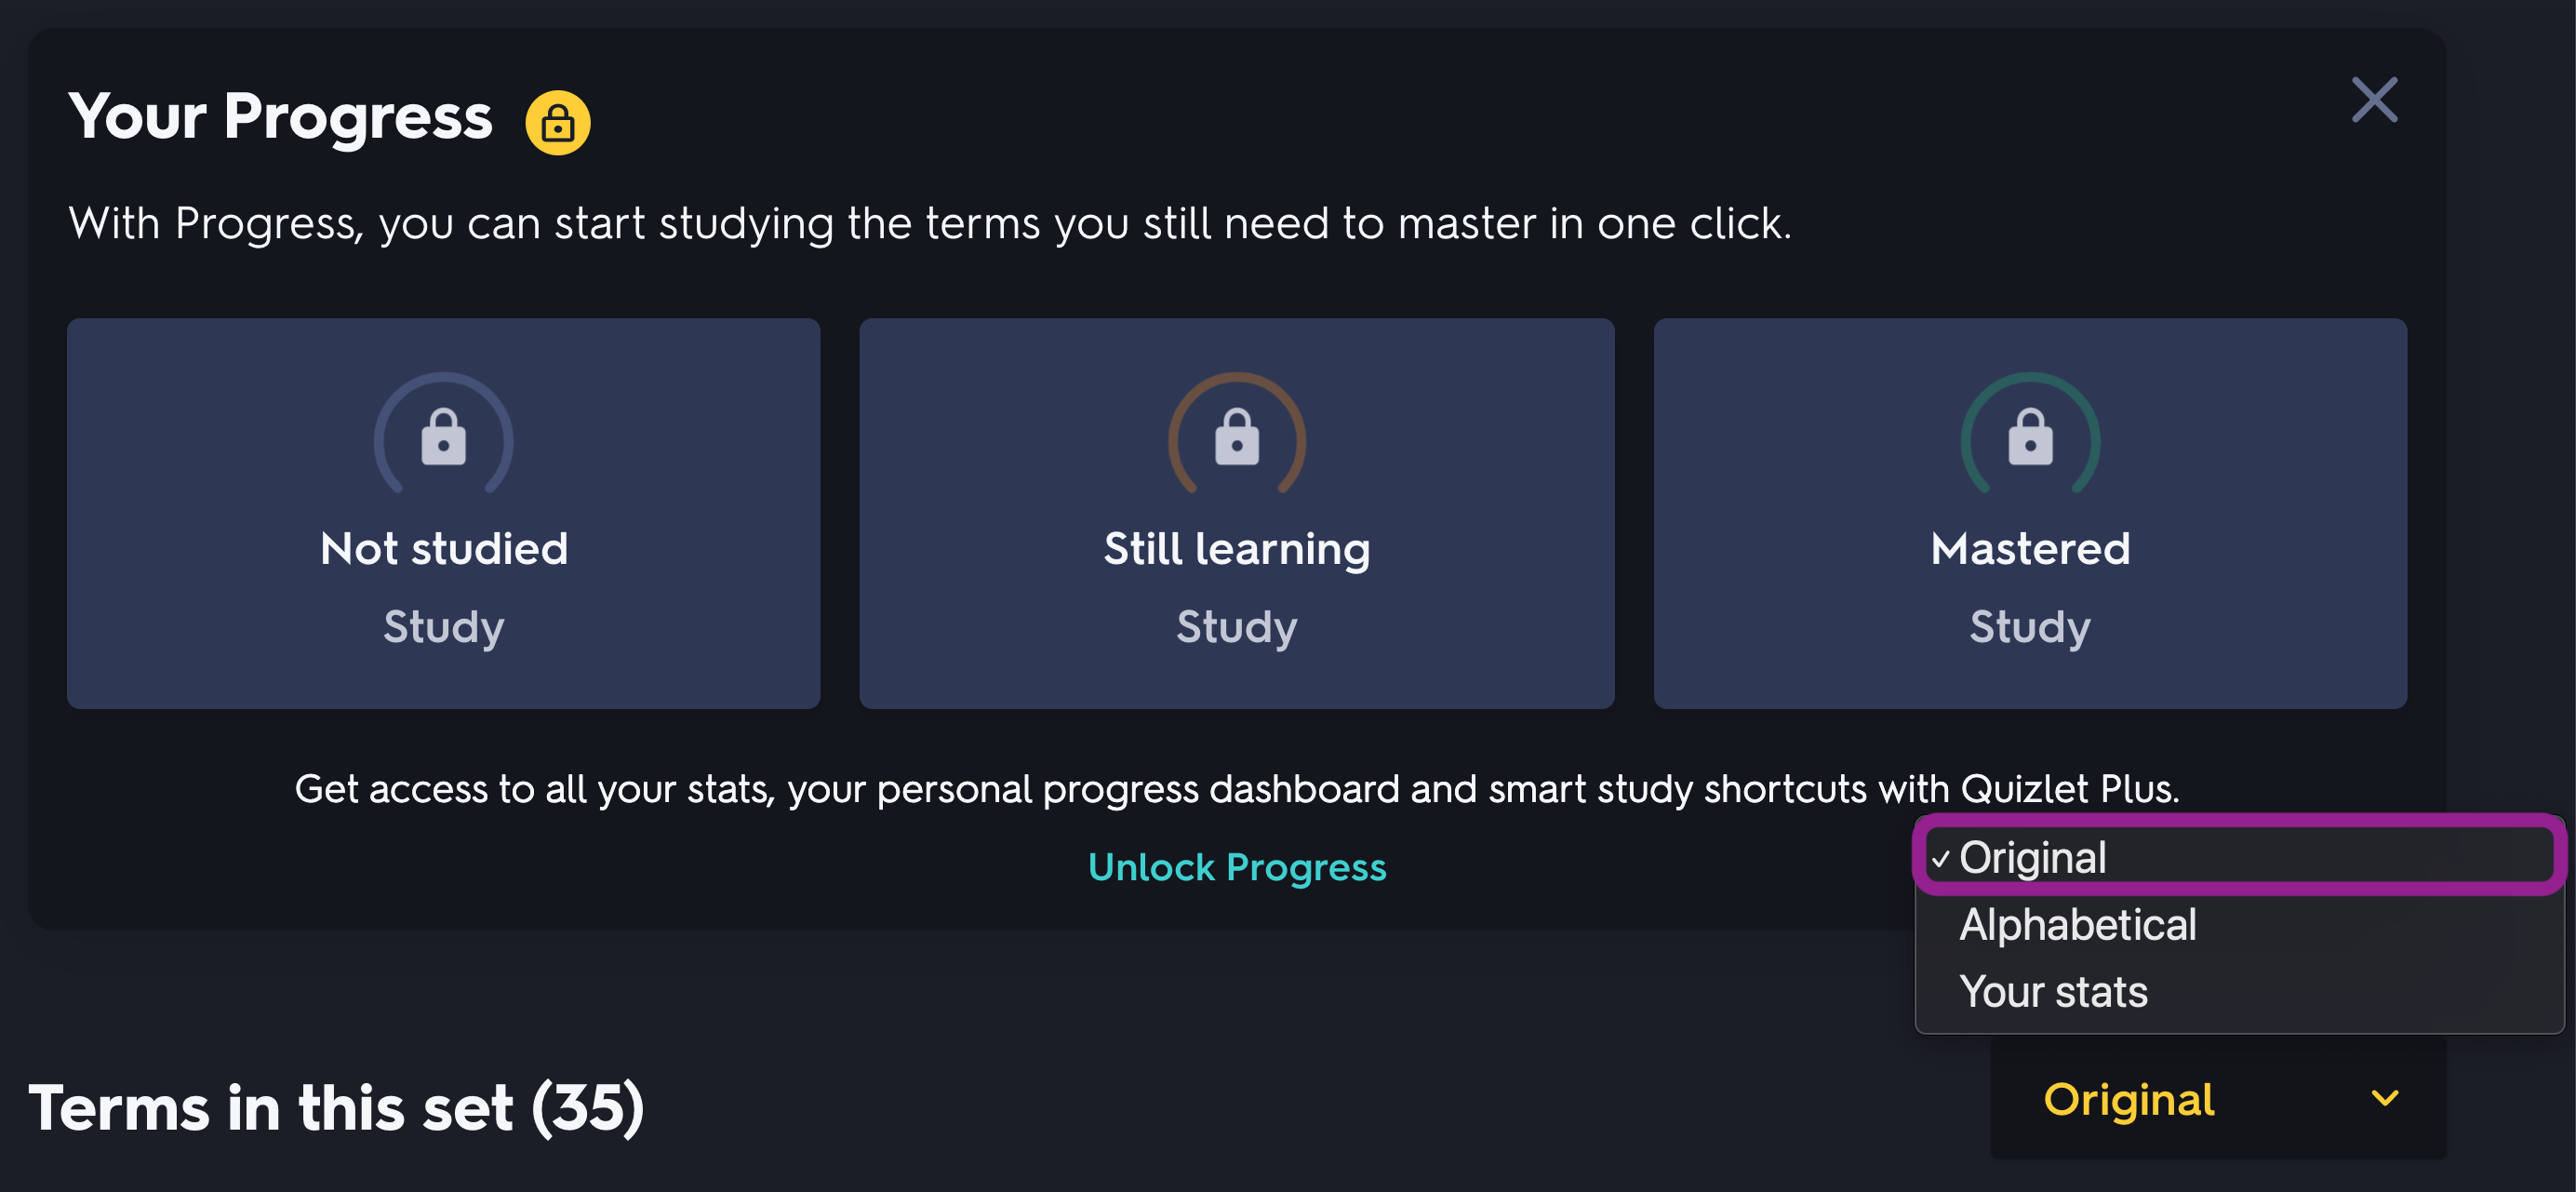 Your Progress
With Progress, you can start studying the terms you still need to master in one click.
Not studied
Study
Still learning
Study
Mastered
Study
Get access to all your stats, your personal progress dashboard and smart study shortcuts with Quizlet Plus.
Unlock Progress
✓ Original
Alphabetical
Your stats
Terms in this set (35)
Original